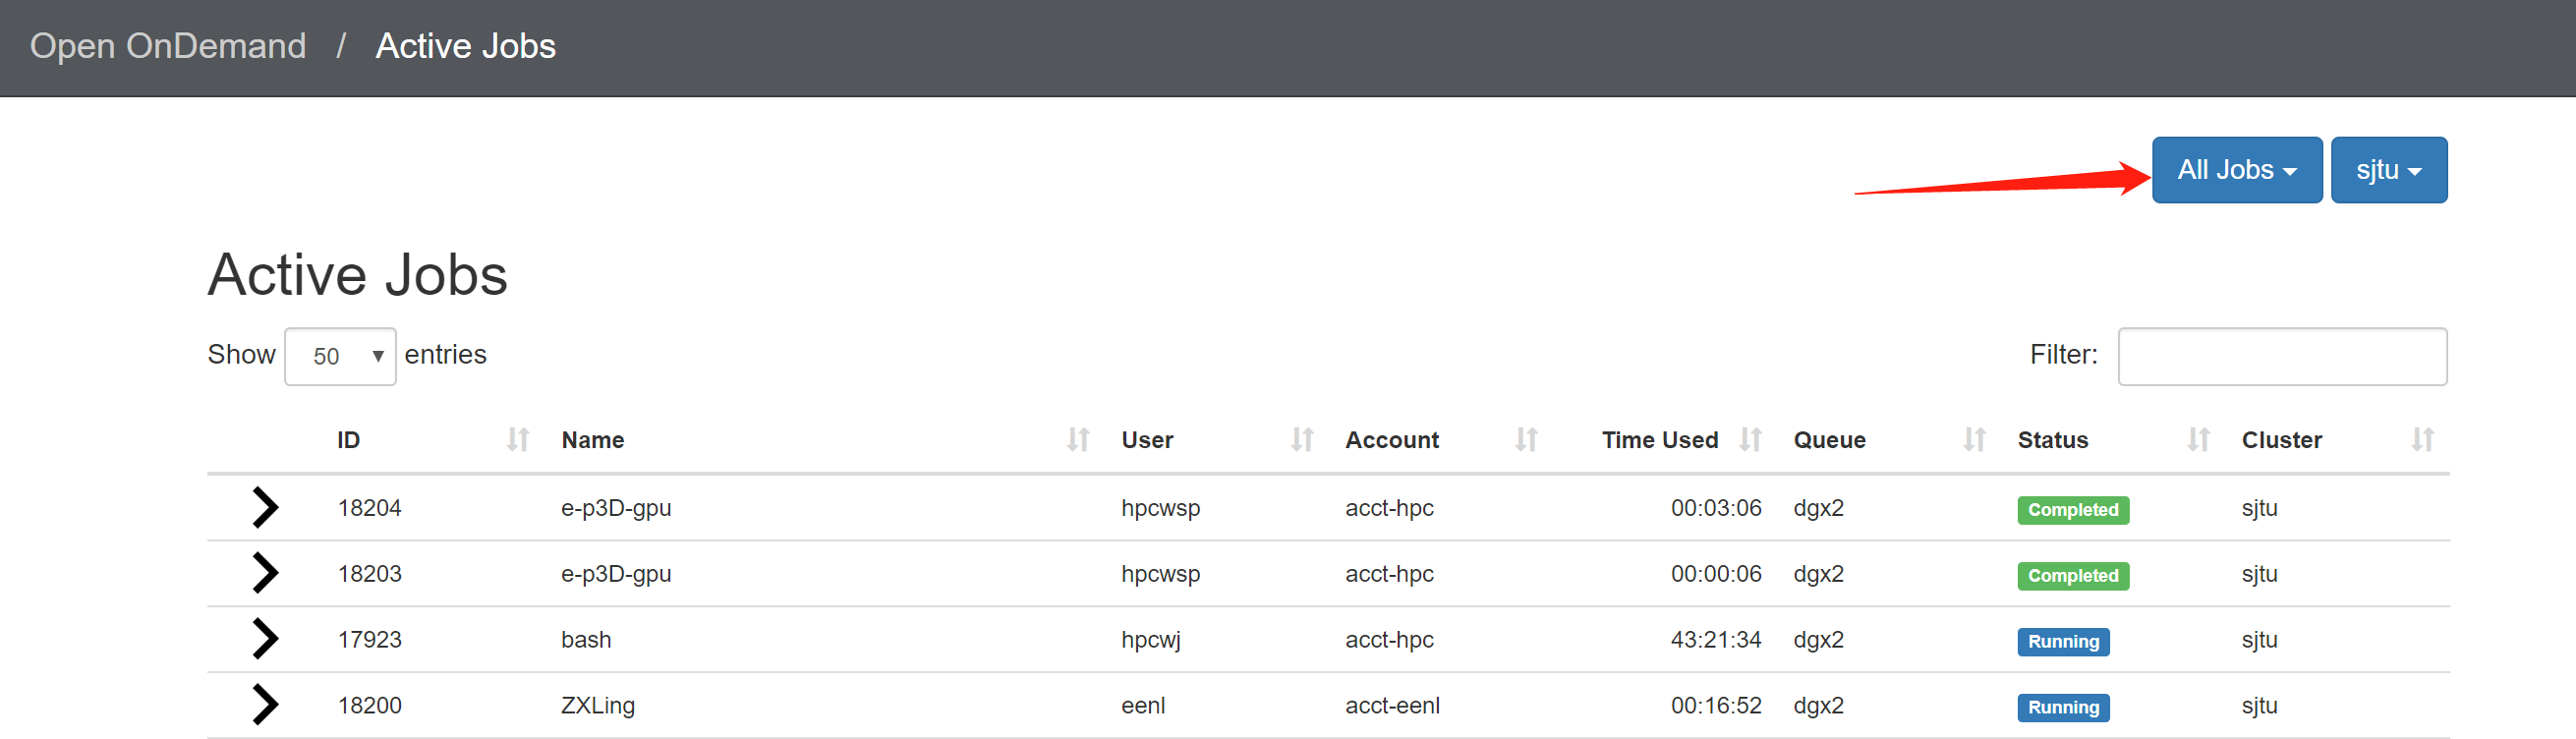 Open OnDemand / Active Jobs
All Jobs sjtu
Active Jobs
Show 50 entries Filter:
ID Name User Account Time Used Queue Status Cluster
18204 e-p3D-gpu hpcwsp acct-hpc 00:03:06 dgx2 Completed sjtu
18203 e-p3D-gpu hpcwsp acct-hpc 00:00:06 dgx2 Completed sjtu
17923 bash hpcwj acct-hpc 43:21:34 dgx2 Running sjtu
18200 ZXLing eenl acct-eenl 00:16:52 dgx2 Running sjtu